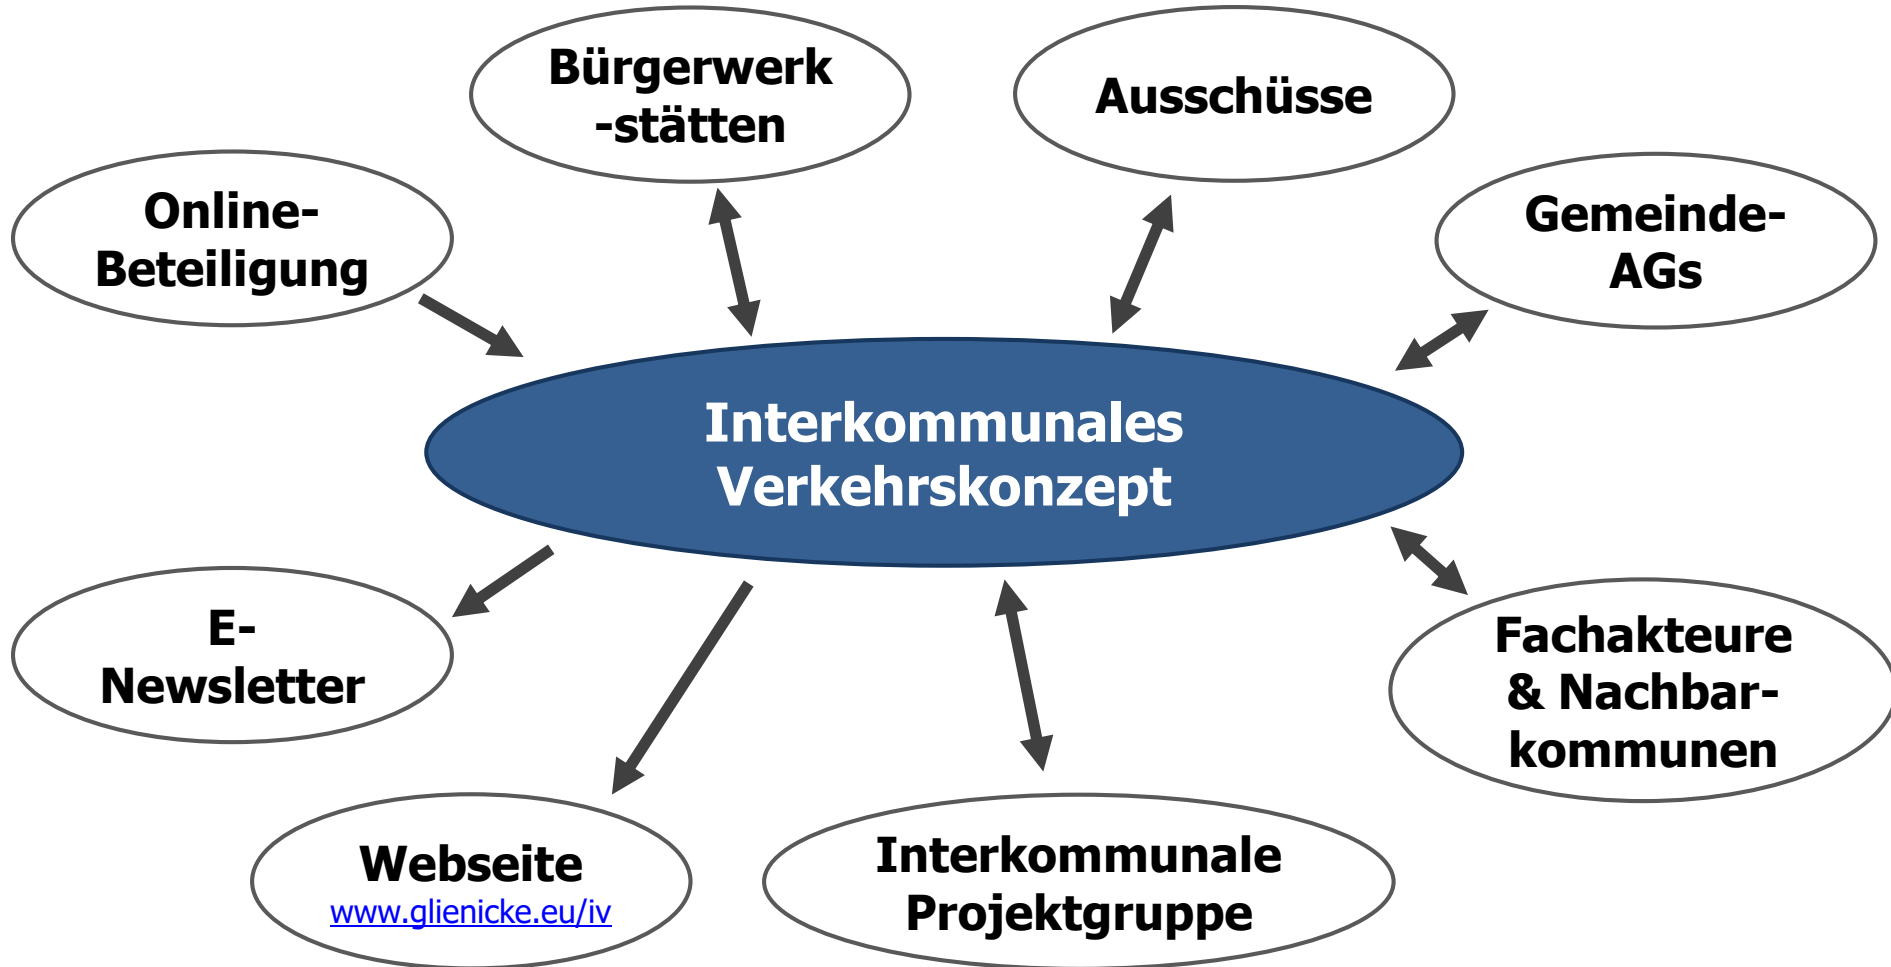 Bürgerwerk
-stätten
Ausschüsse
Online-
Beteiligung
Gemeinde-
AGs
Interkommunales
Verkehrskonzept
E-
Newsletter
Fachakteure
& Nachbar-
kommunen
Webseite
www.glienicke.eu/iv
Interkommunale
Projektgruppe